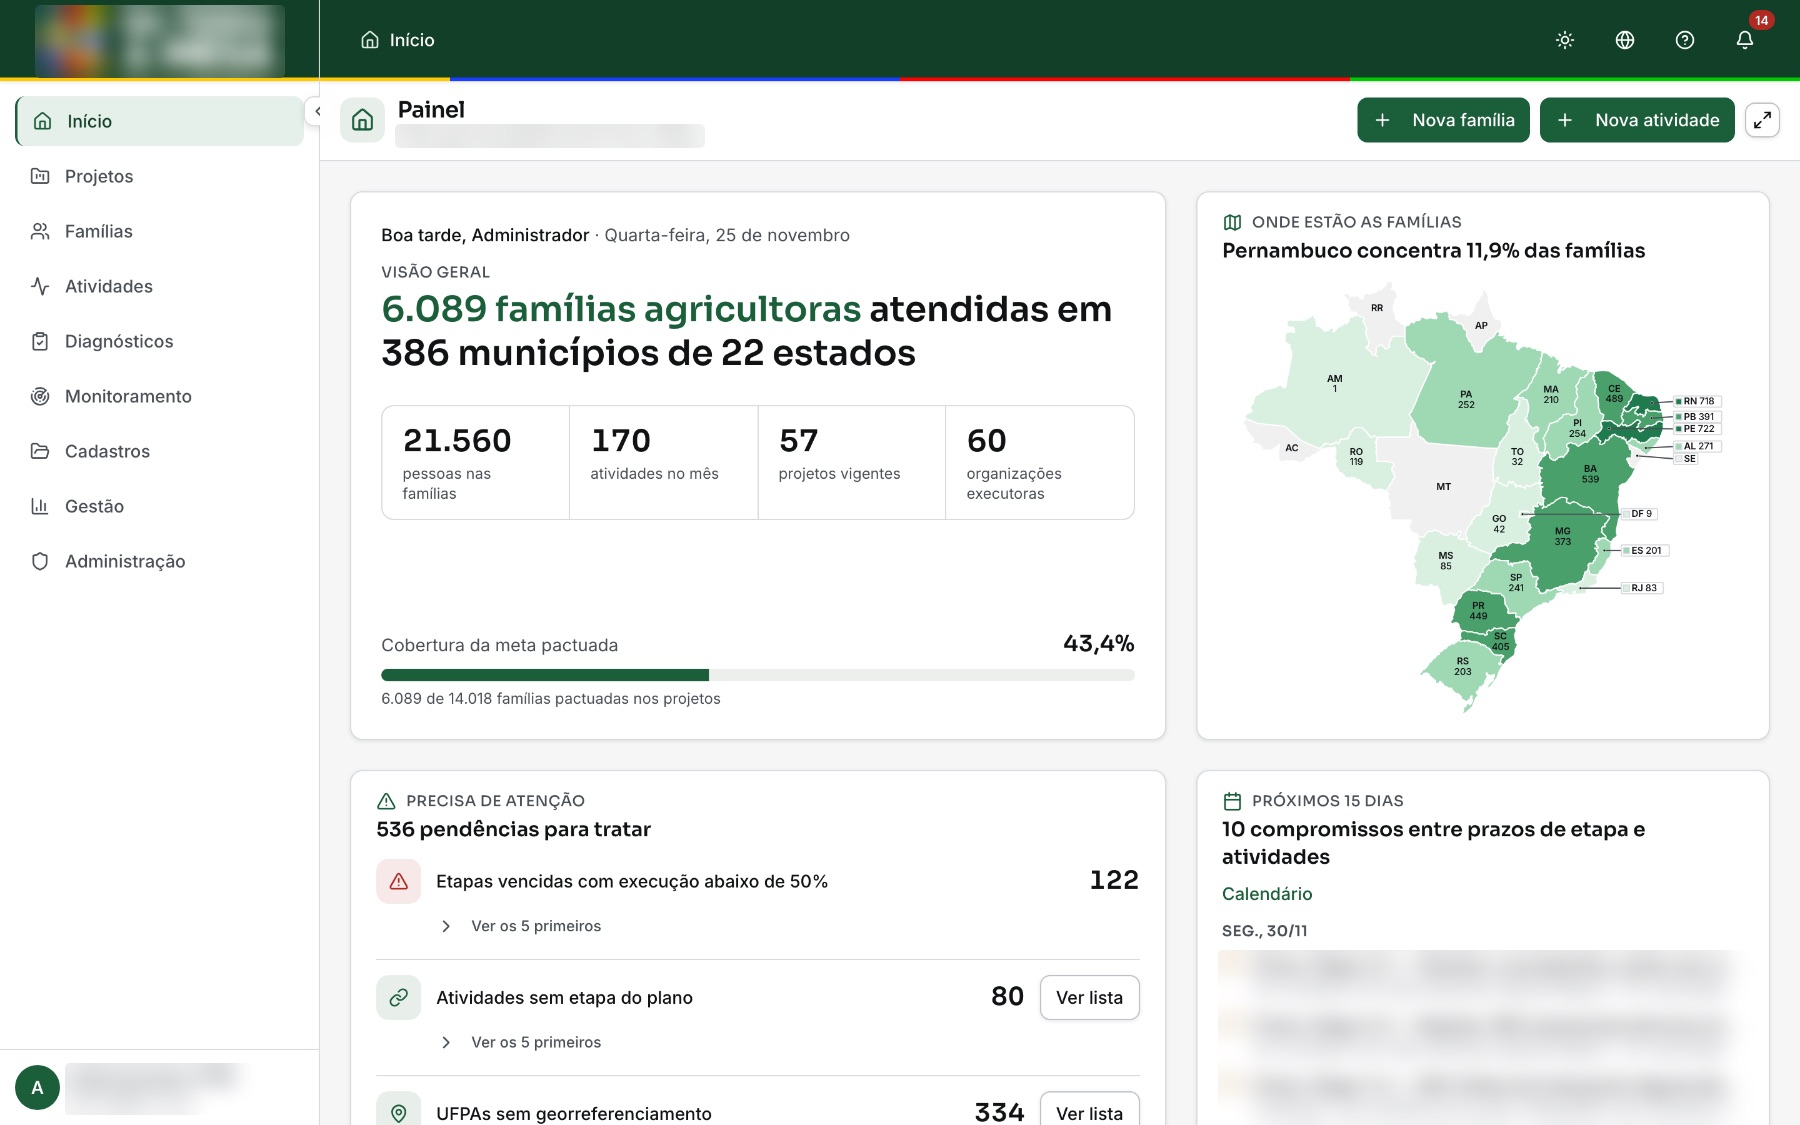 Início
14
Início
Projetos
Famílias
Atividades
Diagnósticos
Monitoramento
Cadastros
Gestão
Administração
A
Painel
Nova família
Nova atividade
Boa tarde, Administrador · Quarta-feira, 25 de novembro
VISÃO GERAL
6.089 famílias agricultoras atendidas em
386 municípios de 22 estados
21.560
pessoas nas
famílias
170
atividades no mês
57
projetos vigentes
60
organizações
executoras
Cobertura da meta pactuada
43,4%
6.089 de 14.018 famílias pactuadas nos projetos
ONDE ESTÃO AS FAMÍLIAS
Pernambuco concentra 11,9% das famílias
RR
AP
AM
1
PA
252
MA
210
CE
489
RN 718
PB 391
PE 722
AL 271
SE
PI
254
AC
RO
119
TO
32
BA
539
MT
DF 9
GO
42
MG
373
ES 201
MS
85
SP
241
RJ 83
PR
449
SC
405
RS
203
PRECISA DE ATENÇÃO
536 pendências para tratar
Etapas vencidas com execução abaixo de 50%
122
Ver os 5 primeiros
Atividades sem etapa do plano
80
Ver lista
Ver os 5 primeiros
UFPAs sem georreferenciamento
334
Ver lista
PRÓXIMOS 15 DIAS
10 compromissos entre prazos de etapa e
atividades
Calendário
SEG., 30/11